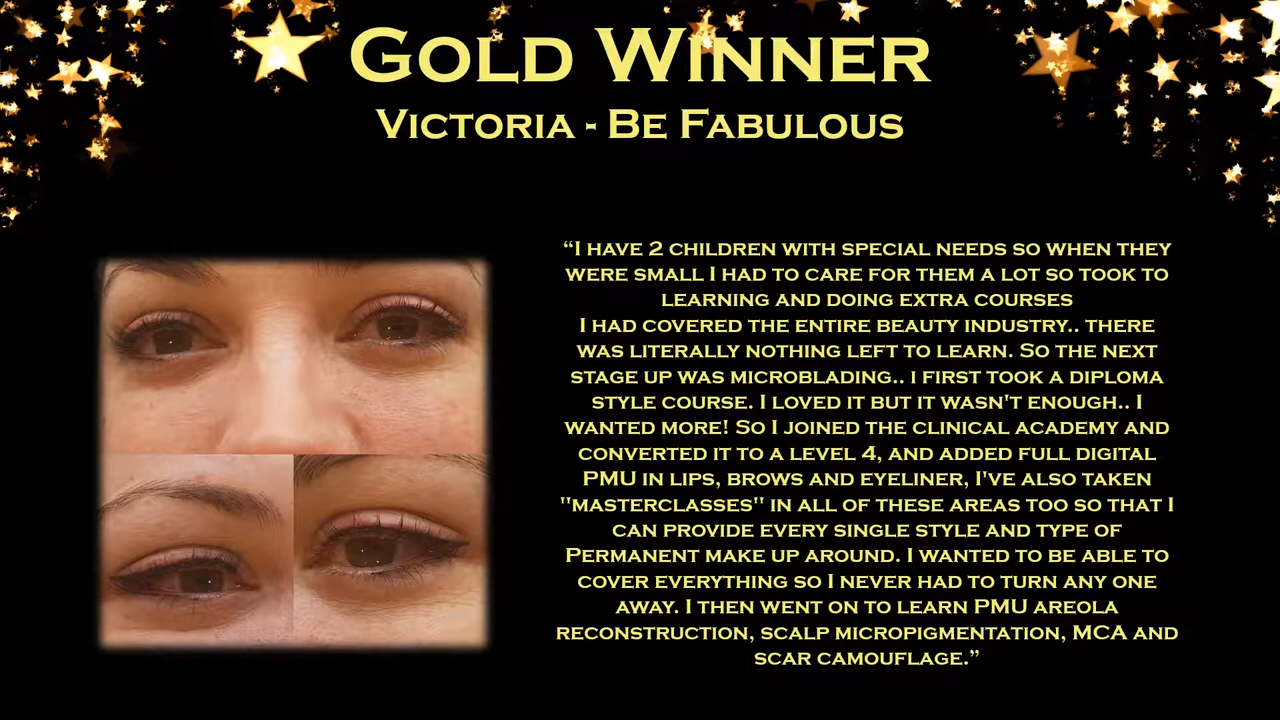 Gold Winner
Victoria - Be Fabulous
“I have 2 children with special needs so when they
were small I had to care for them a lot so took to
learning and doing extra courses
I had covered the entire beauty industry.. there
was literally nothing left to learn. So the next
stage up was microblading.. i first took a diploma
style course. I loved it but it wasn't enough.. I
wanted more! So I joined the clinical academy and
converted it to a level 4, and added full digital
PMU in lips, brows and eyeliner, I've also taken
"masterclasses" in all of these areas too so that I
can provide every single style and type of
Permanent make up around. I wanted to be able to
cover everything so I never had to turn any one
away. I then went on to learn PMU areola
reconstruction, scalp micropigmentation, MCA and
scar camouflage.”